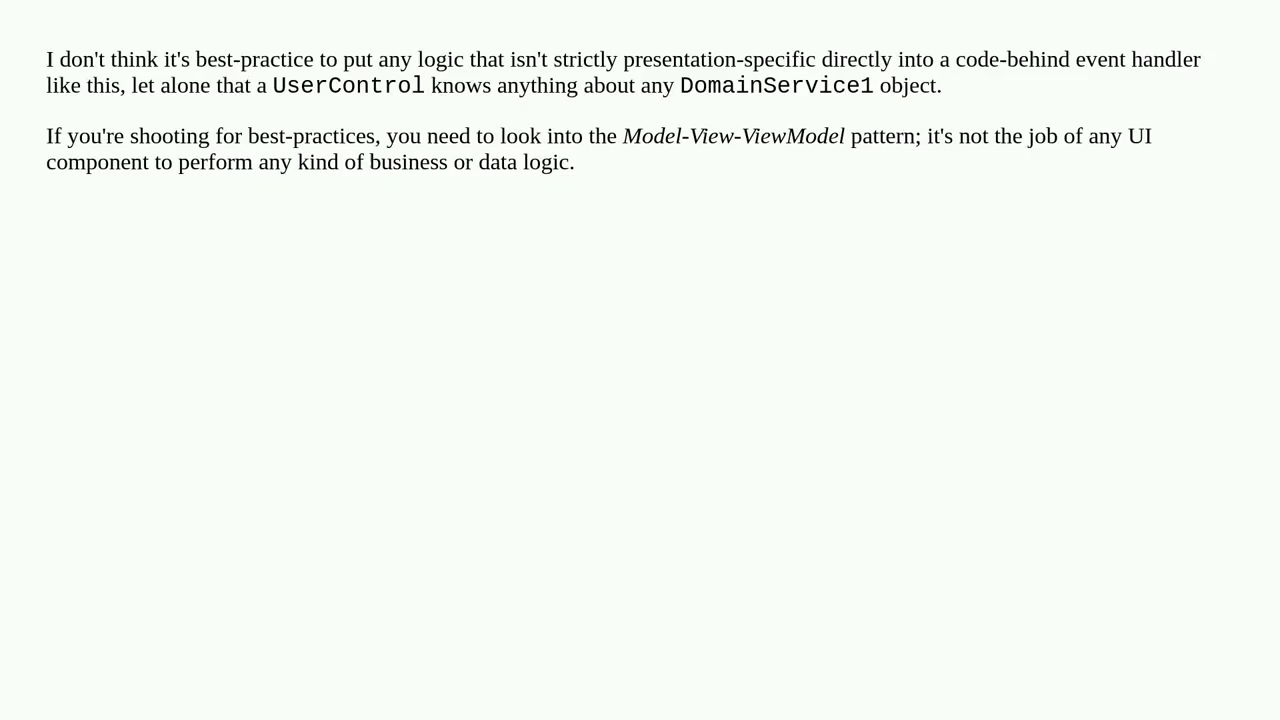 I don't think it's best-practice to put any logic that isn't strictly presentation-specific directly into a code-behind event handler
like this, let alone that a UserControl knows anything about any DomainService1 object.
If you're shooting for best-practices, you need to look into the Model-View-ViewModel pattern; it's not the job of any UI
component to perform any kind of business or data logic.